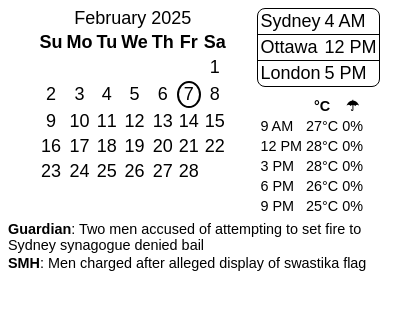 February 2025
Su Mo Tu We Th Fr Sa
1
2 3 4 5 6 7 8
9 10 11 12 13 14 15
16 17 18 19 20 21 22
23 24 25 26 27 28
Sydney 4 AM
Ottawa 12 PM
London 5 PM
°C ☂
9 AM 27°C 0%
12 PM 28°C 0%
3 PM 28°C 0%
6 PM 26°C 0%
9 PM 25°C 0%
Guardian: Two men accused of attempting to set fire to
Sydney synagogue denied bail
SMH: Men charged after alleged display of swastika flag